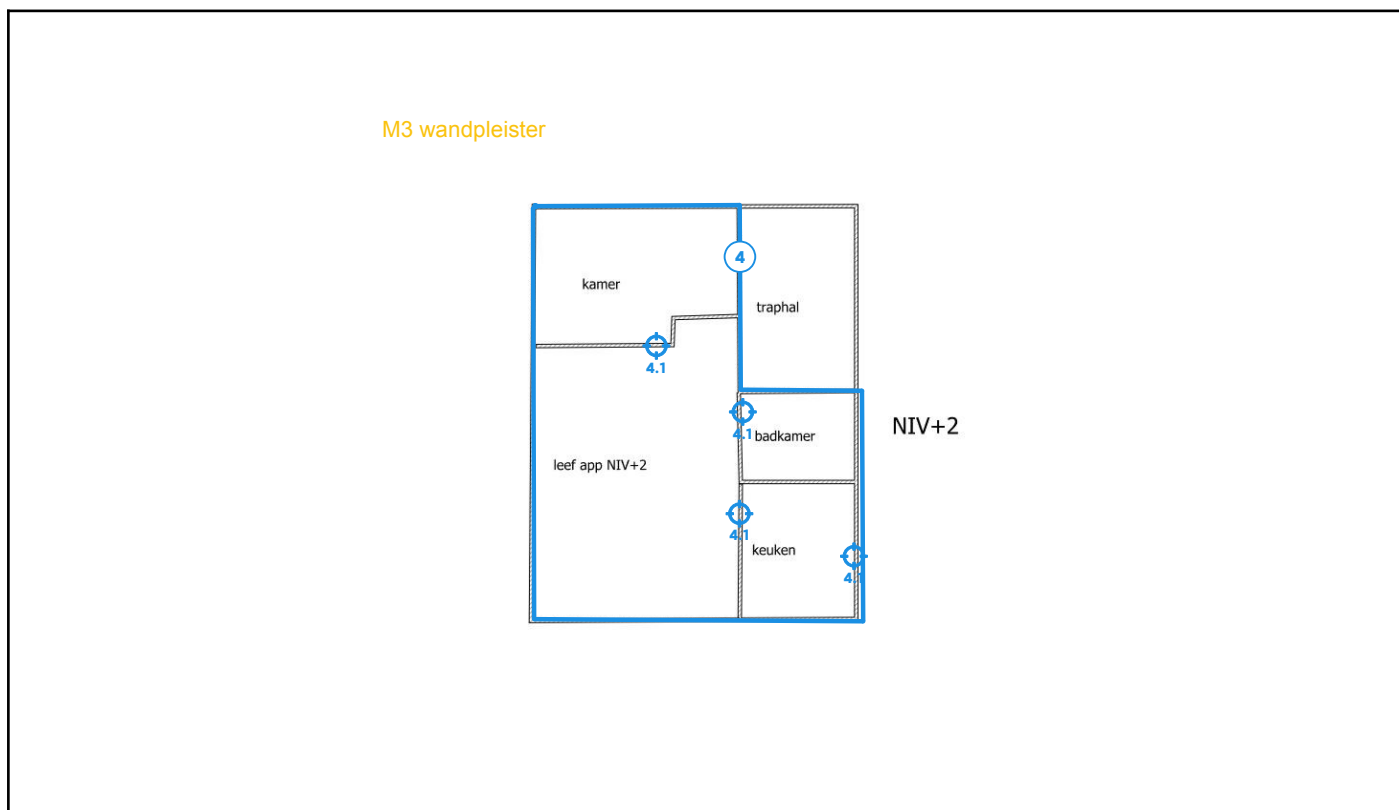 M3 wandpleister
4
kamer
traphal
4.1
4.1
badkamer
NIV+2
leef app NIV+2
4.1
keuken
4.1